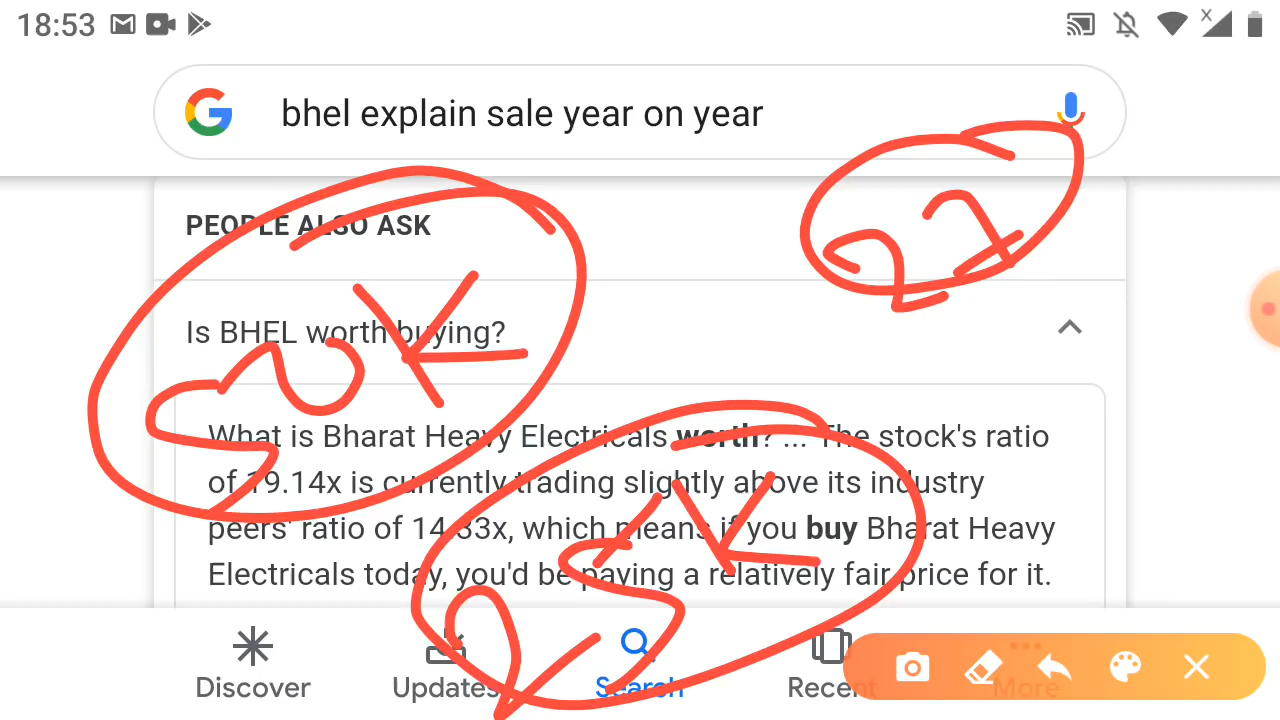 18:53
bhel explain sale year on year
27
PEOPLE ALSO ASK
Is BHEL worth buying?
50K
What is Bharat Heavy Electricals worth? ... The stock's ratio
of 19.14x is currently trading slightly above its industry
peers' ratio of 14.33x, which means if you buy Bharat Heavy
Electricals today, you'd be paying a relatively fair price for it.
25K
Discover Updates Search Recent More